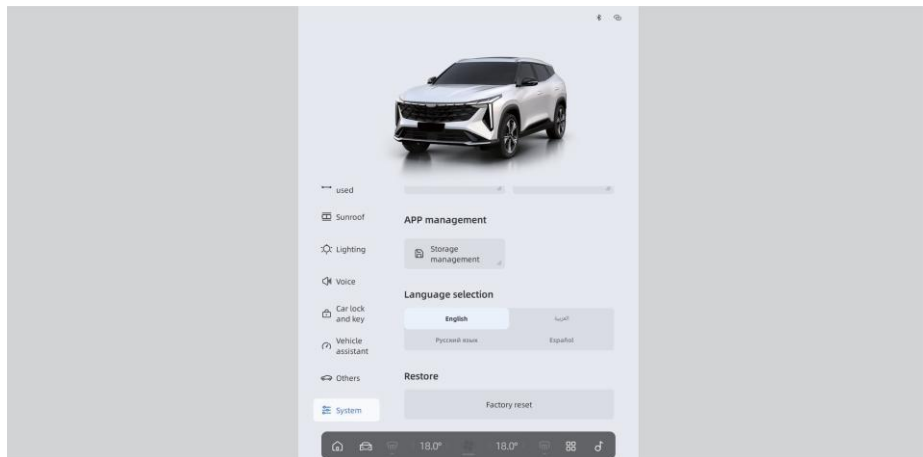 used
Sunroof
Lighting
Voice
Car lock
and key
Vehicle
assistant
Others
System
APP management
Storage
management
Language selection
English
العربية
Русский язык
Español
Restore
Factory reset
18.0°
18.0°